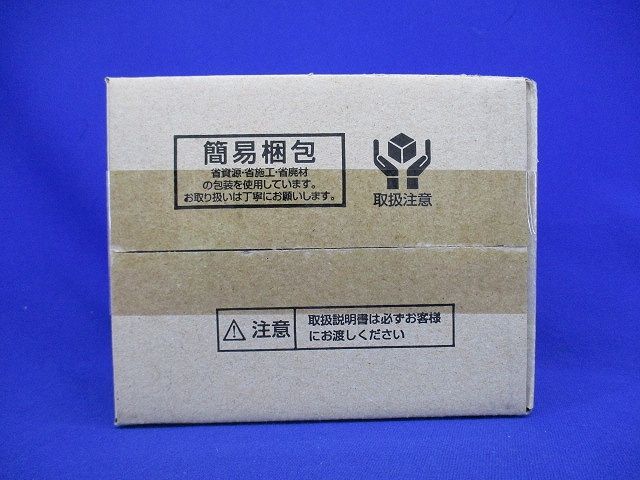 簡易梱包
省資源・省施工・省廃材
の包装を使用しています。
お取り扱いは丁寧にお願いします。
取扱注意
注意
取扱説明書は必ずお客様
にお渡しください